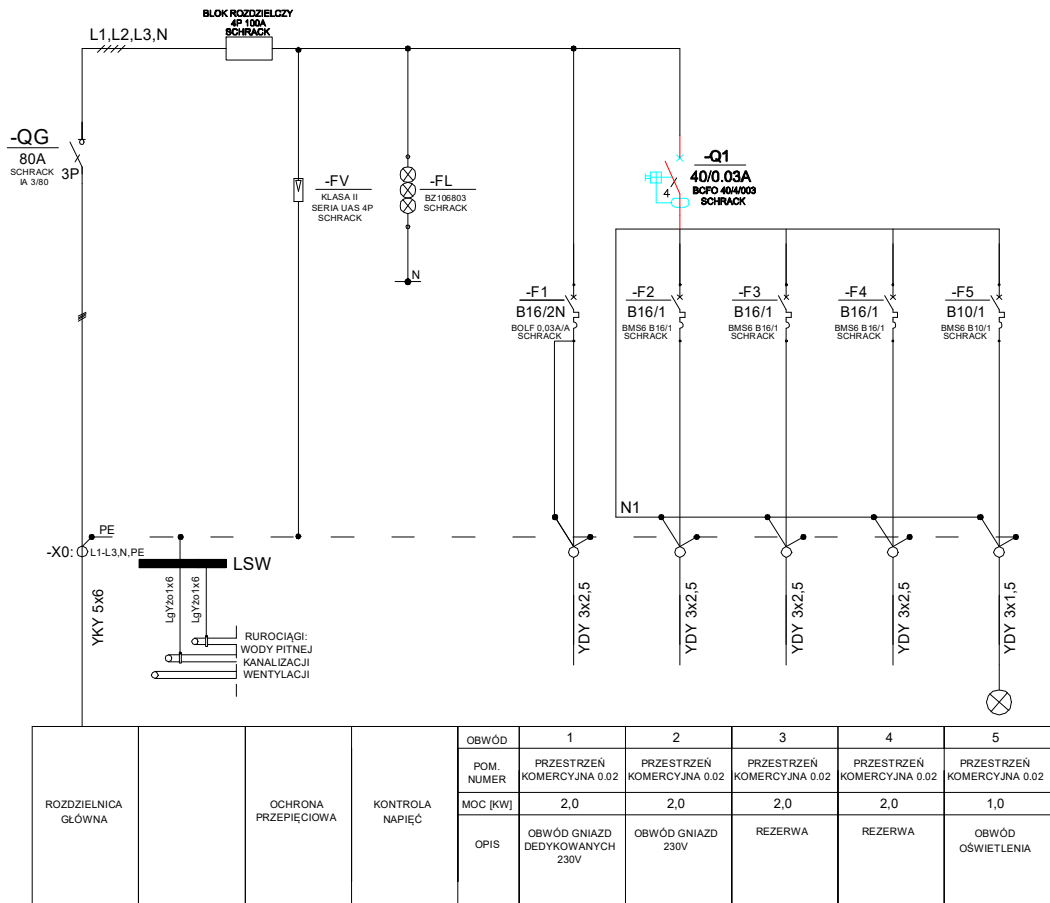 BLOK ROZDZIELCZY
4P 100A
SCHRACK
L1,L2,L3,N
-QG
80A
SCHRACK
IA 3/80
3P
-FV
KLASA II
SERIA UAS 4P
SCHRACK
-FL
BZ106803
SCHRACK
N
-Q1
40/0.03A
BCFO 40/4/003
SCHRACK
4
-F1
B16/2N
BOLF 0,03A/A
SCHRACK
-F2
B16/1
BMS6 B16/1
SCHRACK
-F3
B16/1
BMS6 B16/1
SCHRACK
-F4
B16/1
BMS6 B16/1
SCHRACK
-F5
B10/1
BMS6 B10/1
SCHRACK
N1
PE
-X0:
L1-L3,N,PE
LSW
YKY 5x6
LgYżo1x6
LgYżo1x6
RUROCIĄGI:
WODY PITNEJ
KANALIZACJI
WENTYLACJI
YDY 3x2,5
YDY 3x2,5
YDY 3x2,5
YDY 3x2,5
YDY 3x1,5
ROZDZIELNICA
GŁÓWNA
OCHRONA
PRZEPIĘCIOWA
KONTROLA
NAPIĘĆ
OBWÓD
1
2
3
4
5
POM.
NUMER
PRZESTRZEŃ
KOMERCYJNA 0.02
PRZESTRZEŃ
KOMERCYJNA 0.02
PRZESTRZEŃ
KOMERCYJNA 0.02
PRZESTRZEŃ
KOMERCYJNA 0.02
PRZESTRZEŃ
KOMERCYJNA 0.02
MOC [KW]
2,0
2,0
2,0
2,0
1,0
OPIS
OBWÓD GNIAZD
DEDYKOWANYCH
230V
OBWÓD GNIAZD
230V
REZERWA
REZERWA
OBWÓD
OŚWIETLENIA